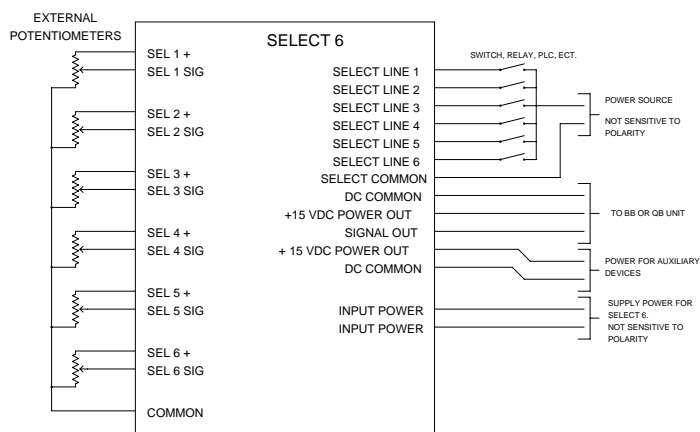 EXTERNAL
POTENTIOMETERS
SELECT 6
SEL 1 +
SEL 1 SIG
SEL 2 +
SEL 2 SIG
SEL 3 +
SEL 3 SIG
SEL 4 +
SEL 4 SIG
SEL 5 +
SEL 5 SIG
SEL 6 +
SEL 6 SIG
COMMON
SELECT LINE 1
SELECT LINE 2
SELECT LINE 3
SELECT LINE 4
SELECT LINE 5
SELECT LINE 6
SELECT COMMON
DC COMMON
+15 VDC POWER OUT
SIGNAL OUT
+ 15 VDC POWER OUT
DC COMMON
INPUT POWER
INPUT POWER
SWITCH, RELAY, PLC, ECT.
POWER SOURCE
NOT SENSITIVE TO
POLARITY
TO BB OR QB UNIT
POWER FOR AUXILIARY
DEVICES
SUPPLY POWER FOR
SELECT 6.
NOT SENSITIVE TO
POLARITY